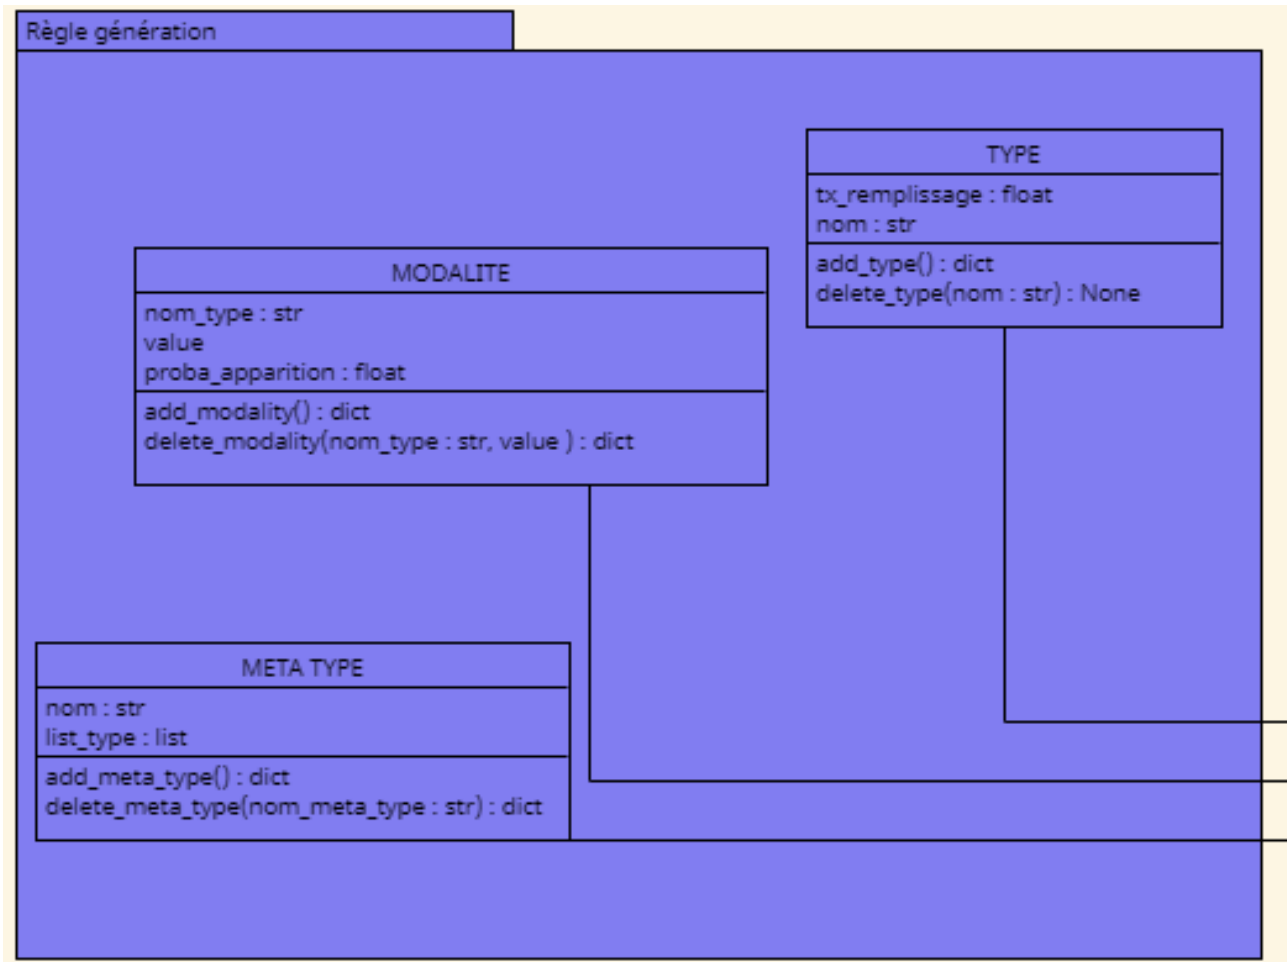 Règle génération
TYPE
tx_remplissage : float
nom : str
add_type() : dict
delete_type(nom : str) : None
MODALITE
nom_type : str
value
proba_apparition : float
add_modality() : dict
delete_modality(nom_type : str, value ) : dict
META TYPE
nom : str
list_type : list
add_meta_type() : dict
delete_meta_type(nom_meta_type : str) : dict